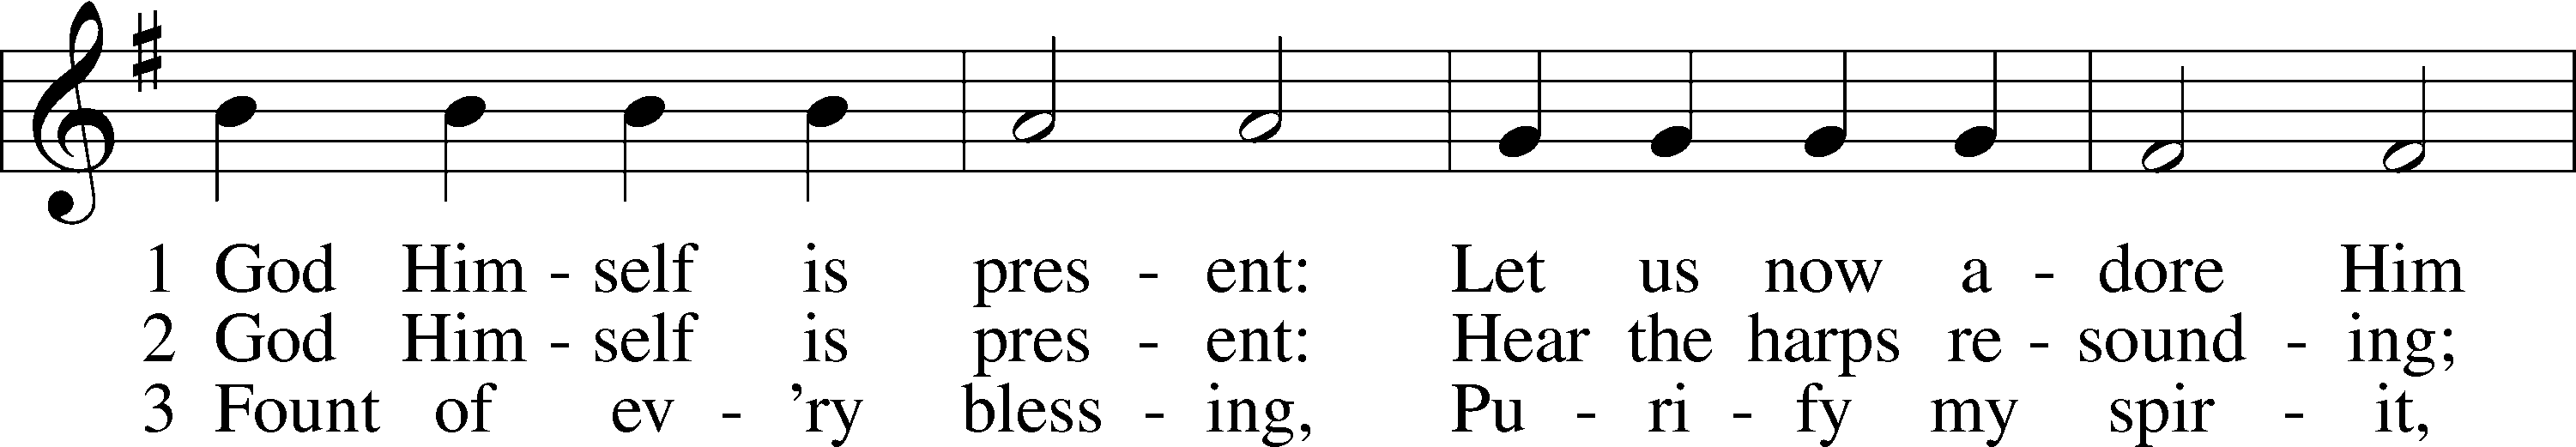 1 God Him - self is pres - ent: Let us now a - dore Him
2 God Him - self is pres - ent: Hear the harps re - sound - ing;
3 Fount of ev - 'ry bless - ing, Pu - ri - fy my spir - it,